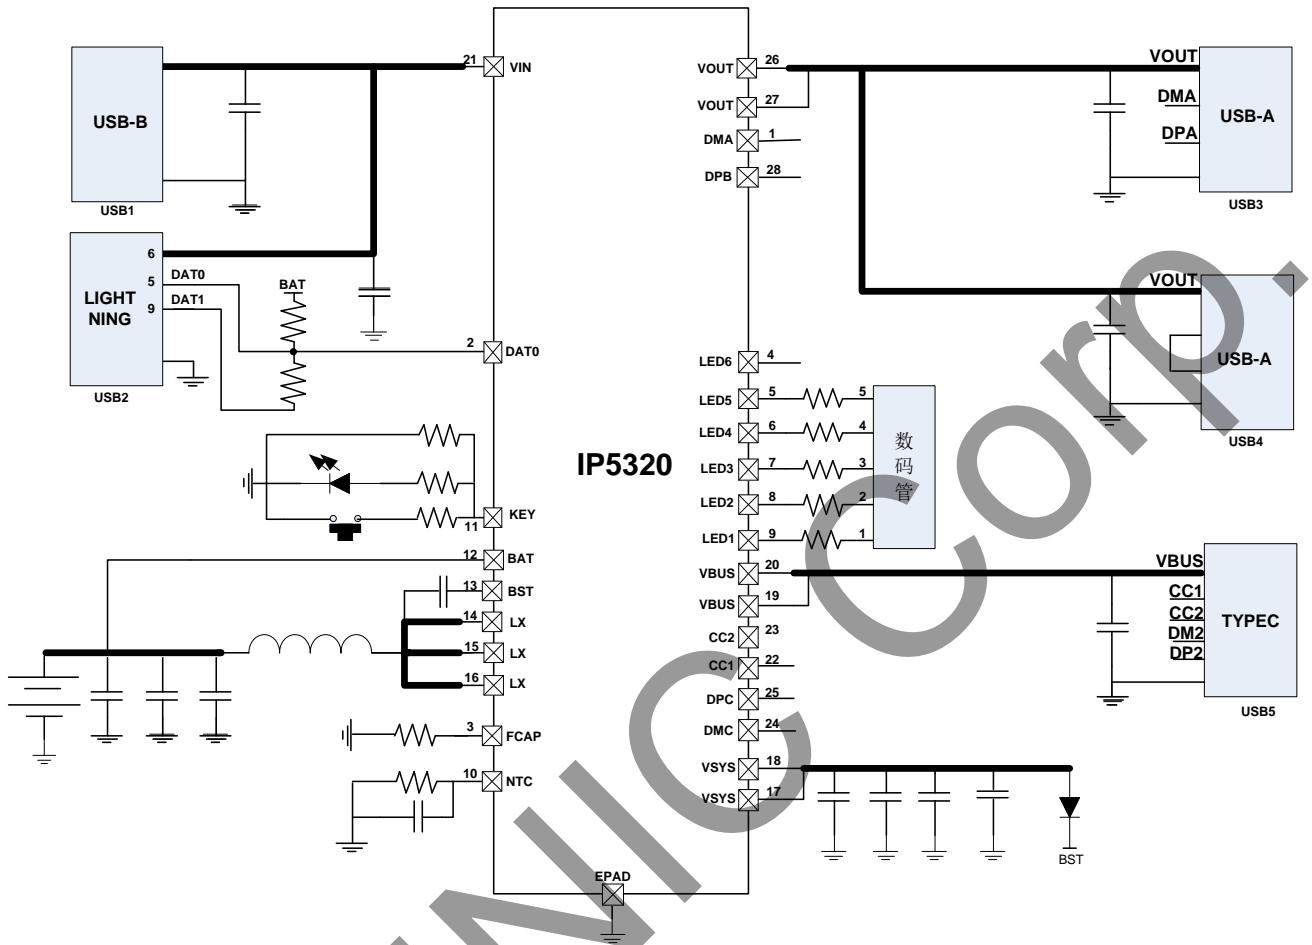 USB-B
USB1
21
VIN
LIGHT
NING
6
5
9
DAT0
DAT1
USB2
BAT
2
DAT0
KEY
11
12
BAT
13
BST
14
LX
15
LX
16
LX
3
FCAP
10
NTC
IP5320
EPAD
VOUT
26
VOUT
27
DMA
1
DPB
28
LED6
4
LED5
5
5
LED4
6
4
LED3
7
3
LED2
8
2
LED1
9
1
数
码
管
VBUS
20
VBUS
19
CC2
23
CC1
22
DPC
25
DMC
24
VSYS
18
VSYS
17
BST
VOUT
DMA
DPA
USB-A
USB3
VOUT
USB-A
USB4
VBUS
CC1
CC2
DM2
DP2
TYPEC
USB5
NIC Corp.